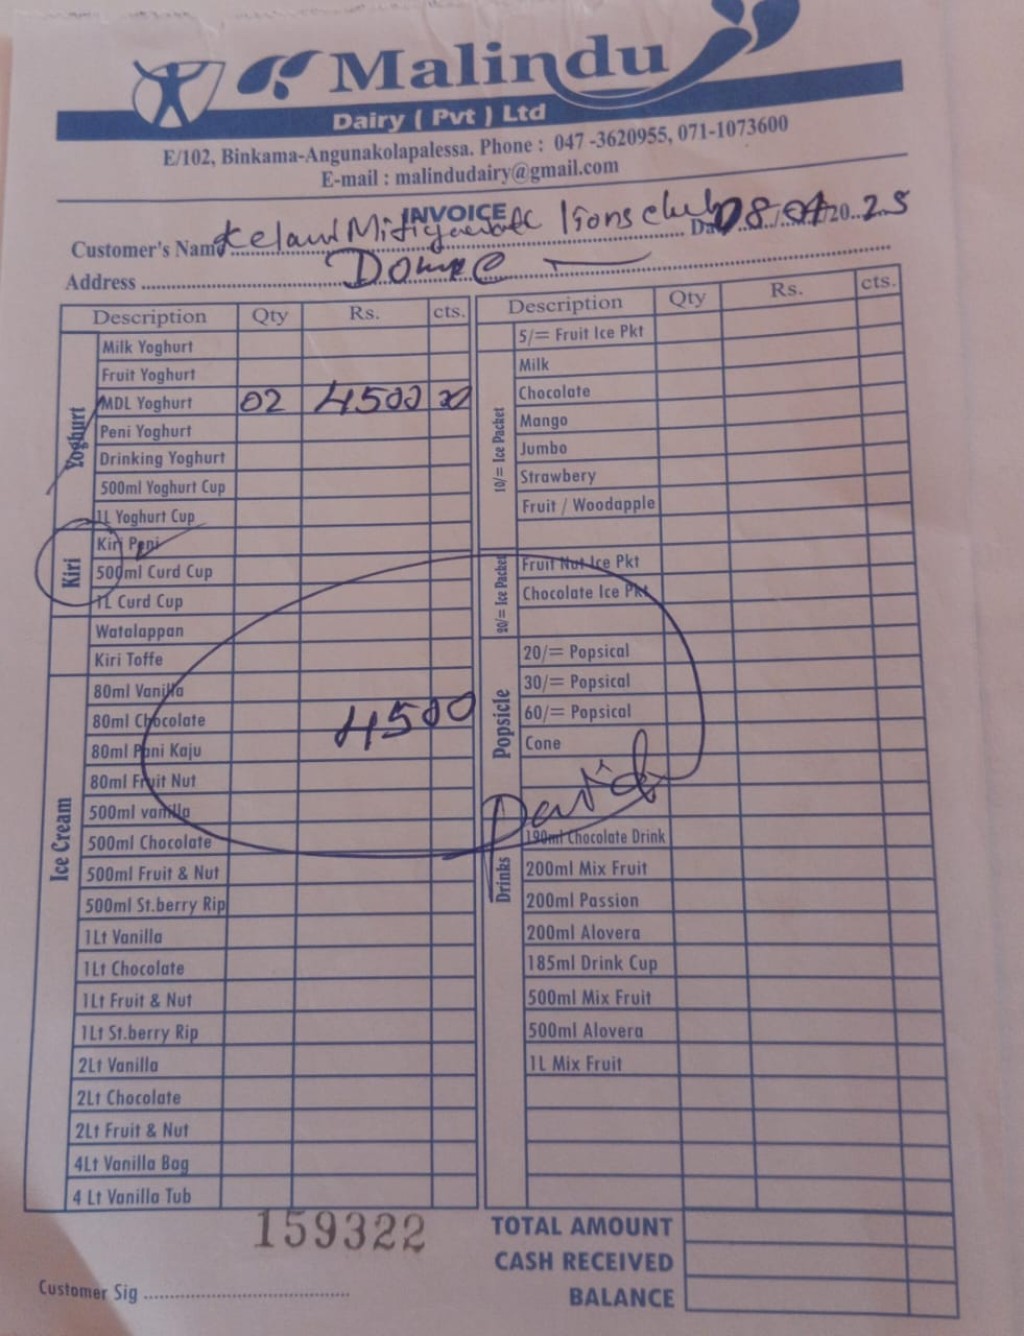 Malindu
Dairy ( Pvt ) Ltd
E/102, Binkama-Angunakolapalessa. Phone : 047 -3620955, 071-1073600
E-mail : malindudairy@gmail.com
INVOICE
Customer's Name lions club Date 08/04/2025
Address Dompe
Description Qty Rs. cts.
Yoghurt
Milk Yoghurt
Fruit Yoghurt
MDL Yoghurt 02 4500 00
Peni Yoghurt
Drinking Yoghurt
500ml Yoghurt Cup
1L Yoghurt Cup
Kiri
Kiri Peni
500ml Curd Cup
1L Curd Cup
Watalappan
Kiri Toffe
Ice Cream
80ml Vanilla
80ml Chocolate
4500
80ml Pani Kaju
80ml Fruit Nut
500ml vanilla
500ml Chocolate
500ml Fruit & Nut
500ml St.berry Rip
1Lt Vanilla
1Lt Chocolate
1Lt Fruit & Nut
1Lt St.berry Rip
2Lt Vanilla
2Lt Chocolate
2Lt Fruit & Nut
4Lt Vanilla Bag
4 Lt Vanilla Tub
Description Qty Rs. cts.
5/= Fruit Ice Pkt
10/= Ice Packet
Milk
Chocolate
Mango
Jumbo
Strawbery
Fruit / Woodapple
20/= Ice Packet
Fruit Nut Ice Pkt
Chocolate Ice Pkt
Popsicle
20/= Popsical
30/= Popsical
60/= Popsical
Cone
David
Drinks
190ml Chocolate Drink
200ml Mix Fruit
200ml Passion
200ml Alovera
185ml Drink Cup
500ml Mix Fruit
500ml Alovera
1L Mix Fruit
159322
TOTAL AMOUNT
CASH RECEIVED
BALANCE
Customer Sig